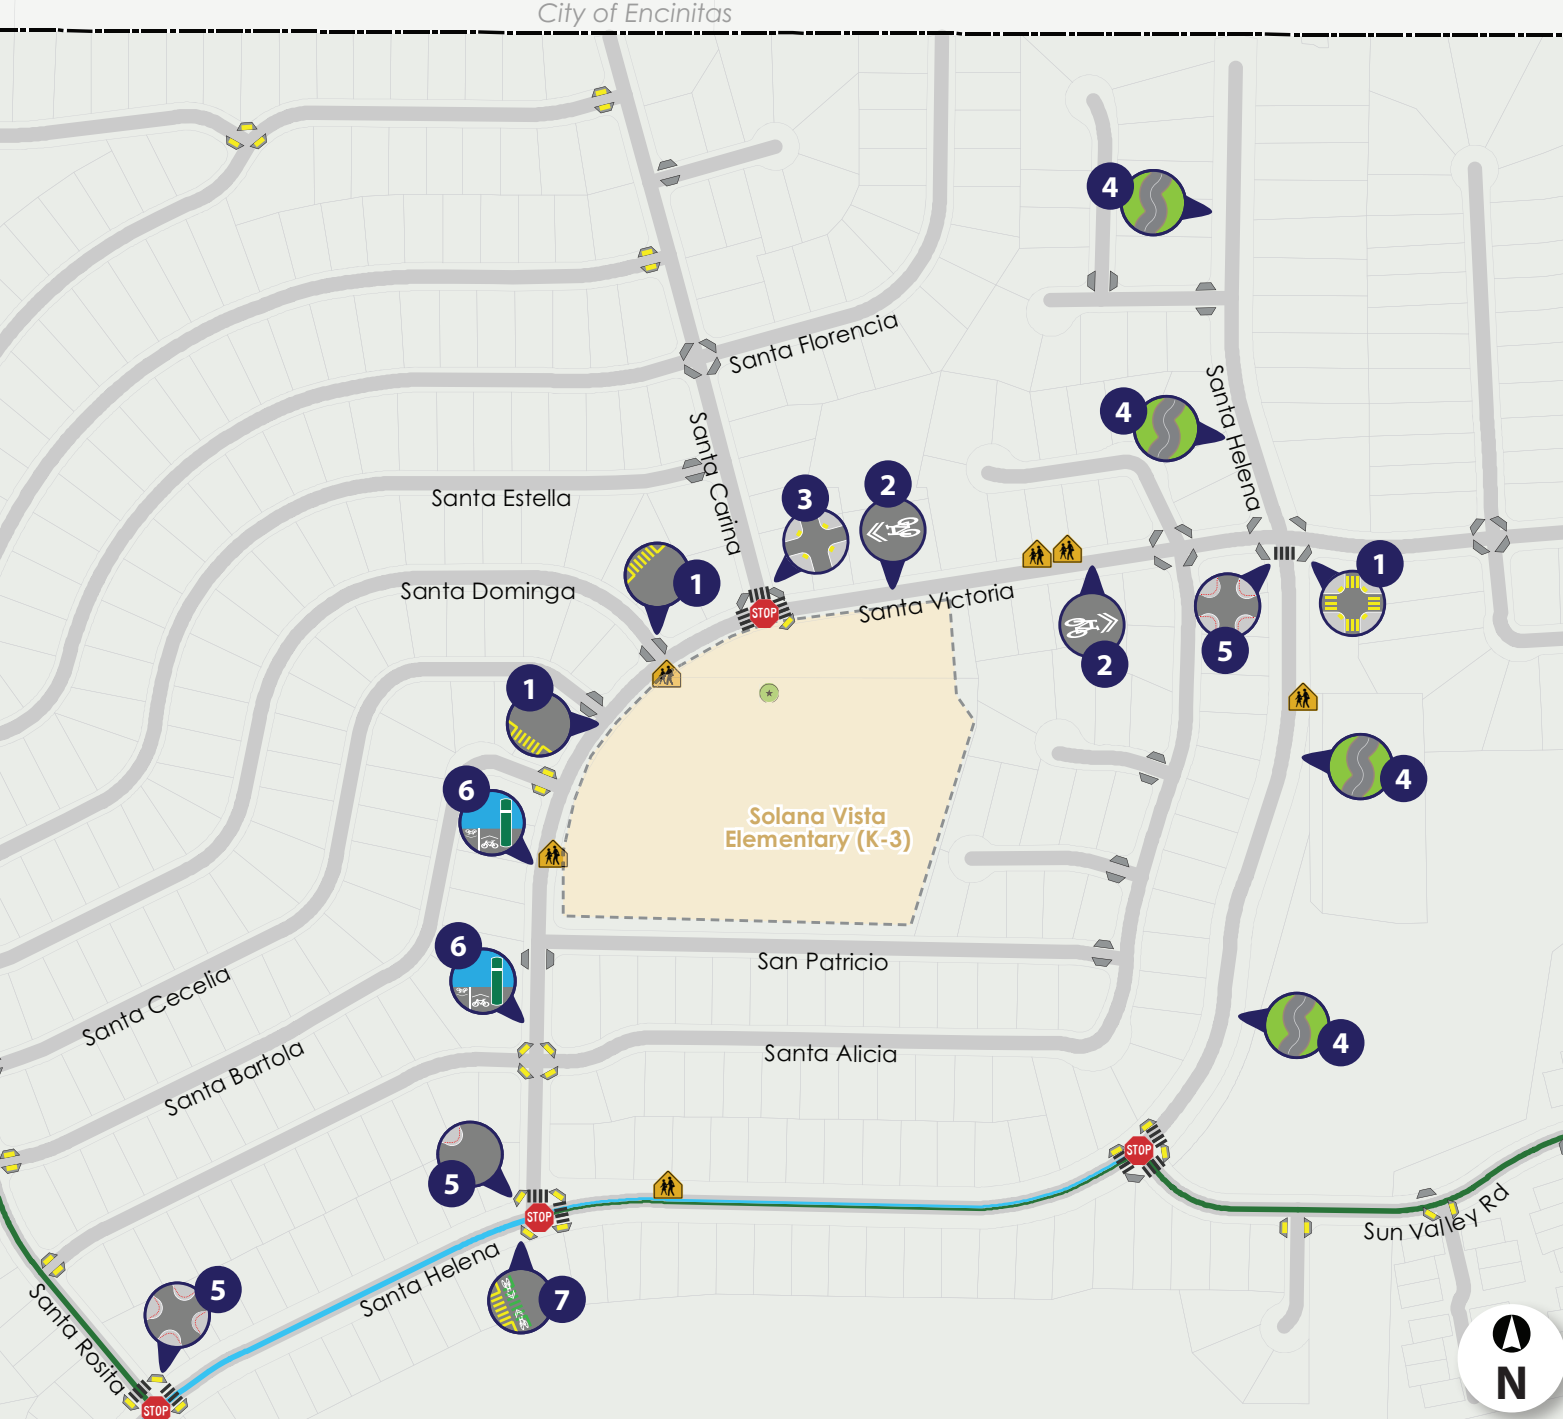 City of Encinitas
4
Santa Florencia
Santa Helena
4
Santa Carina
Santa Estella
3
2
1
Santa Dominga
1
STOP
Santa Victoria
5
2
1
Solana Vista
Elementary (K-3)
6
4
6
San Patricio
Santa Cecelia
Santa Bartola
Santa Alicia
4
STOP
5
STOP
Sun Valley Rd
Santa Helena
7
5
Santa Rosita
STOP
N